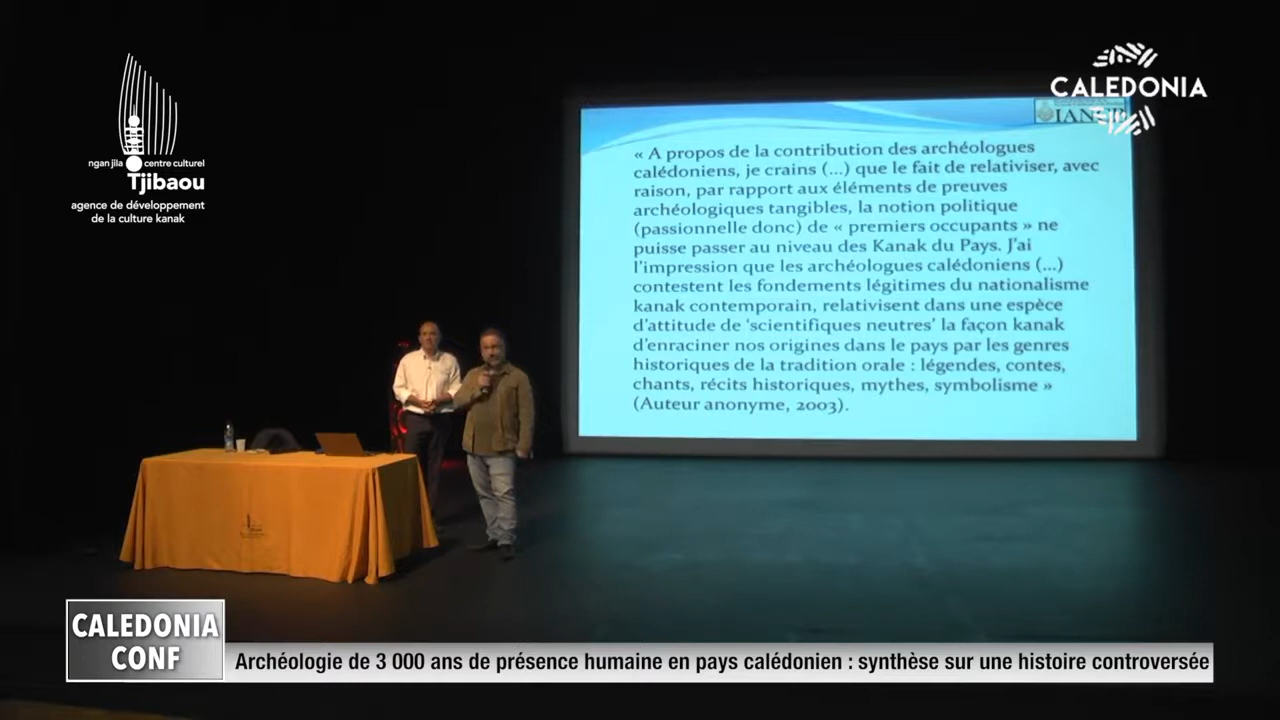 ngan jila centre culturel
Tjibaou
agence de développement
de la culture kanak
CALEDONIA
« A propos de la contribution des archéologues
calédoniens, je crains (...) que le fait de relativiser, avec
raison, par rapport aux éléments de preuves
archéologiques tangibles, la notion politique
(passionnelle donc) de « premiers occupants » ne
puisse passer au niveau des Kanak du Pays. J'ai
l'impression que les archéologues calédoniens (...)
contestent les fondements légitimes du nationalisme
kanak contemporain, relativisent dans une espèce
d'attitude de 'scientifiques neutres' la façon kanak
d'enraciner nos origines dans le pays par les genres
historiques de la tradition orale : légendes, contes,
chants, récits historiques, mythes, symbolisme »
(Auteur anonyme, 2003).
CALEDONIA
CONF
Archéologie de 3 000 ans de présence humaine en pays calédonien : synthèse sur une histoire controversée